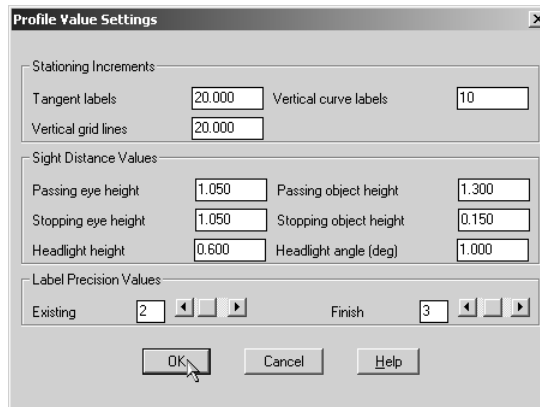 Profile Value Settings
Stationing Increments
Tangent labels 20.000 Vertical curve labels 10
Vertical grid lines 20.000
Sight Distance Values
Passing eye height 1.050 Passing object height 1.300
Stopping eye height 1.050 Stopping object height 0.150
Headlight height 0.600 Headlight angle (deg) 1.000
Label Precision Values
Existing 2 Finish 3
OK Cancel Help